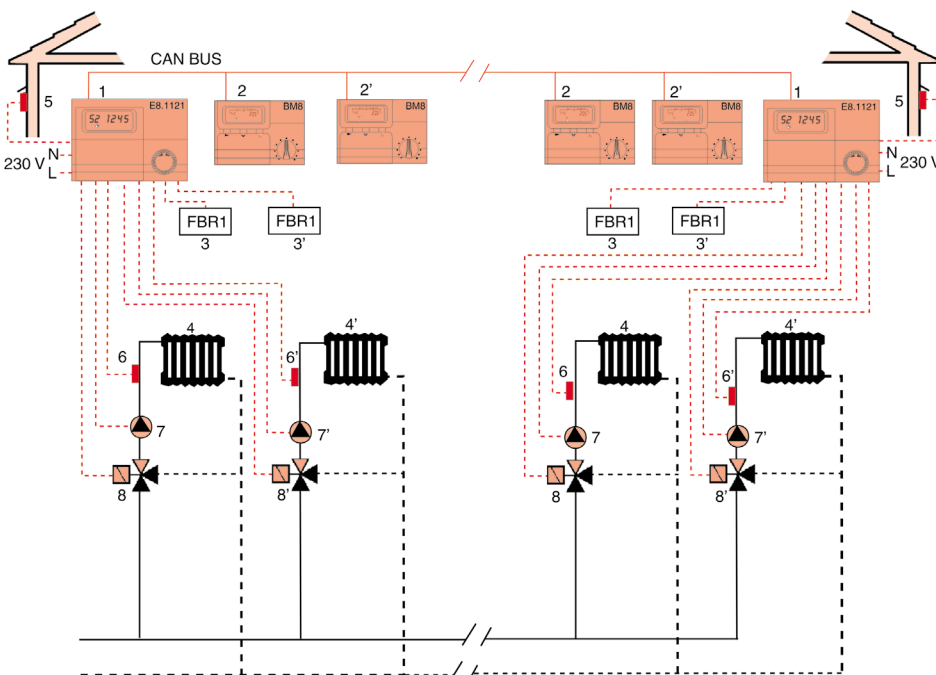 CAN BUS
5 1 2 2' 2 2' 1 5
E8.1121 BM8 BM8 BM8 BM8 E8.1121
52 1245 52 1245
230 V N N 230 V
L L
FBR1 FBR1 FBR1 FBR1
3 3' 3 3'
4 4' 4 4'
6 6' 6 6'
7 7' 7 7'
8 8' 8 8'